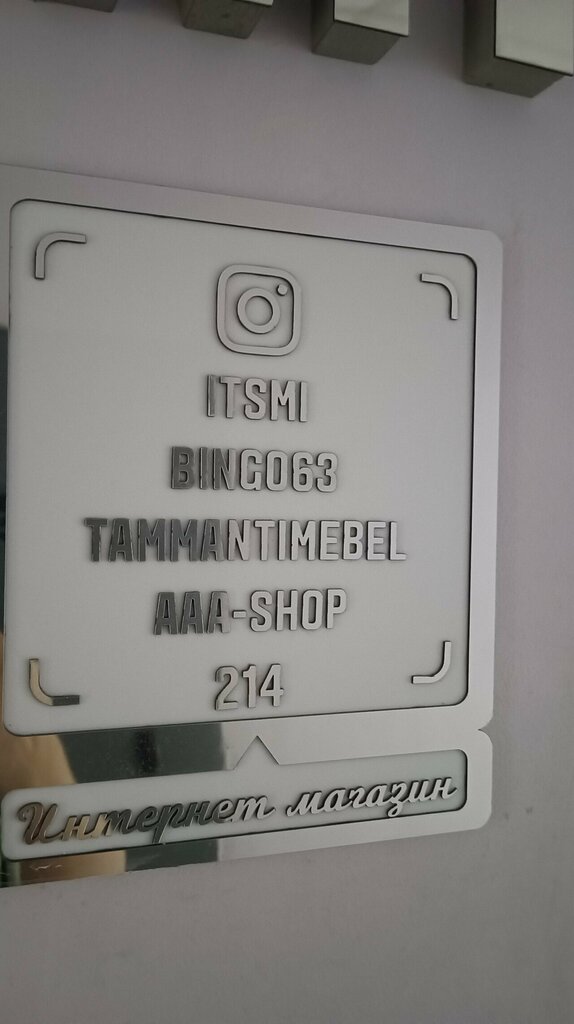 ITSMI
BINGO63
TAMMANTIMEBEL
AAA-SHOP
214
Интернет магазин